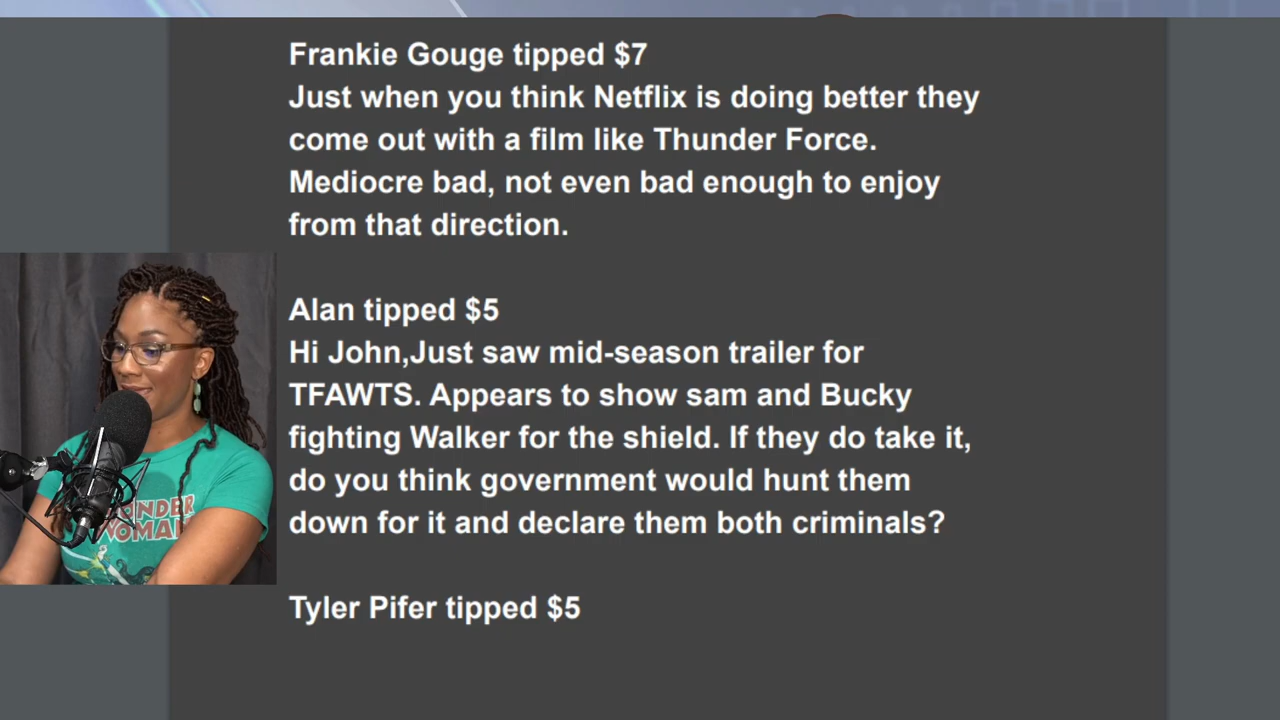 Frankie Gouge tipped $7
Just when you think Netflix is doing better they
come out with a film like Thunder Force.
Mediocre bad, not even bad enough to enjoy
from that direction.
Alan tipped $5
Hi John,Just saw mid-season trailer for
TFAWTS. Appears to show sam and Bucky
fighting Walker for the shield. If they do take it,
do you think government would hunt them
down for it and declare them both criminals?
Tyler Pifer tipped $5
WONDER
WOMAN